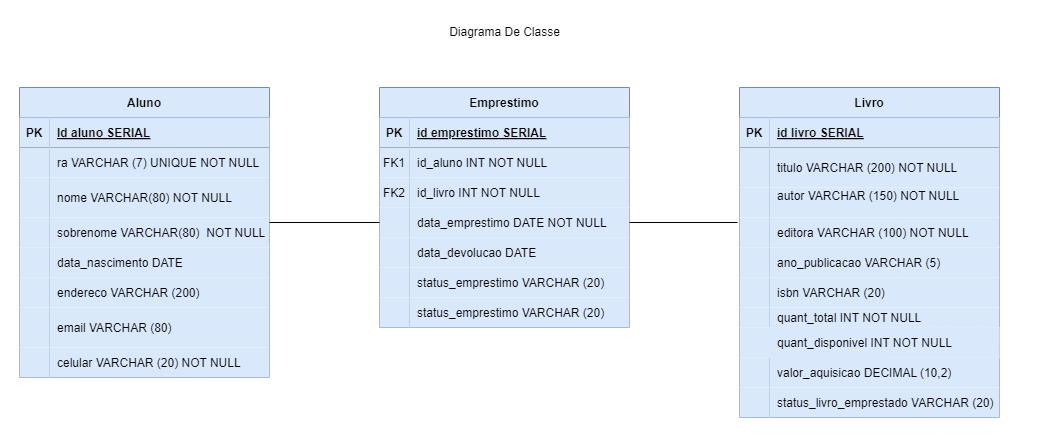 Diagrama De Classe
Aluno
PK Id aluno SERIAL
ra VARCHAR (7) UNIQUE NOT NULL
nome VARCHAR(80) NOT NULL
sobrenome VARCHAR(80) NOT NULL
data_nascimento DATE
endereco VARCHAR (200)
email VARCHAR (80)
celular VARCHAR (20) NOT NULL
Emprestimo
PK id emprestimo SERIAL
FK1 id_aluno INT NOT NULL
FK2 id_livro INT NOT NULL
data_emprestimo DATE NOT NULL
data_devolucao DATE
status_emprestimo VARCHAR (20)
status_emprestimo VARCHAR (20)
Livro
PK id livro SERIAL
titulo VARCHAR (200) NOT NULL
autor VARCHAR (150) NOT NULL
editora VARCHAR (100) NOT NULL
ano_publicacao VARCHAR (5)
isbn VARCHAR (20)
quant_total INT NOT NULL
quant_disponivel INT NOT NULL
valor_aquisicao DECIMAL (10,2)
status_livro_emprestado VARCHAR (20)